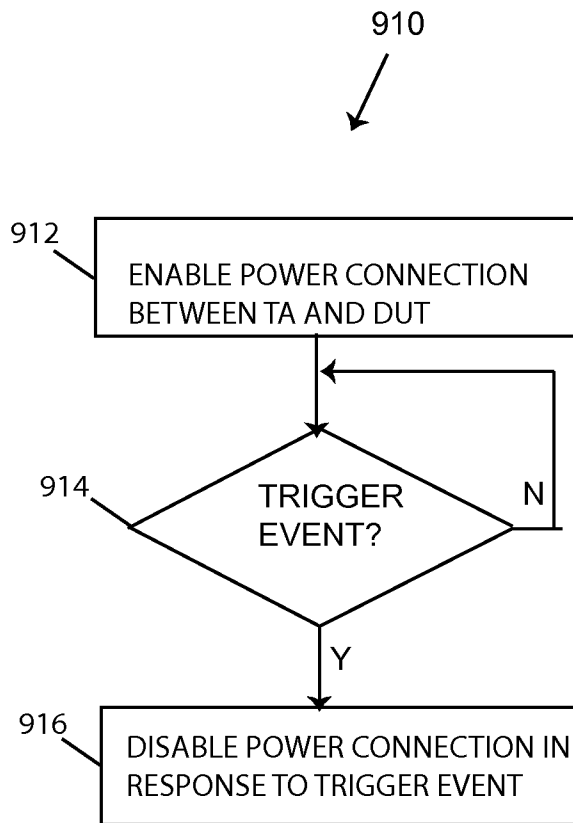 910
912
ENABLE POWER CONNECTION
BETWEEN TA AND DUT
914
TRIGGER
EVENT?
N
Y
916
DISABLE POWER CONNECTION IN
RESPONSE TO TRIGGER EVENT